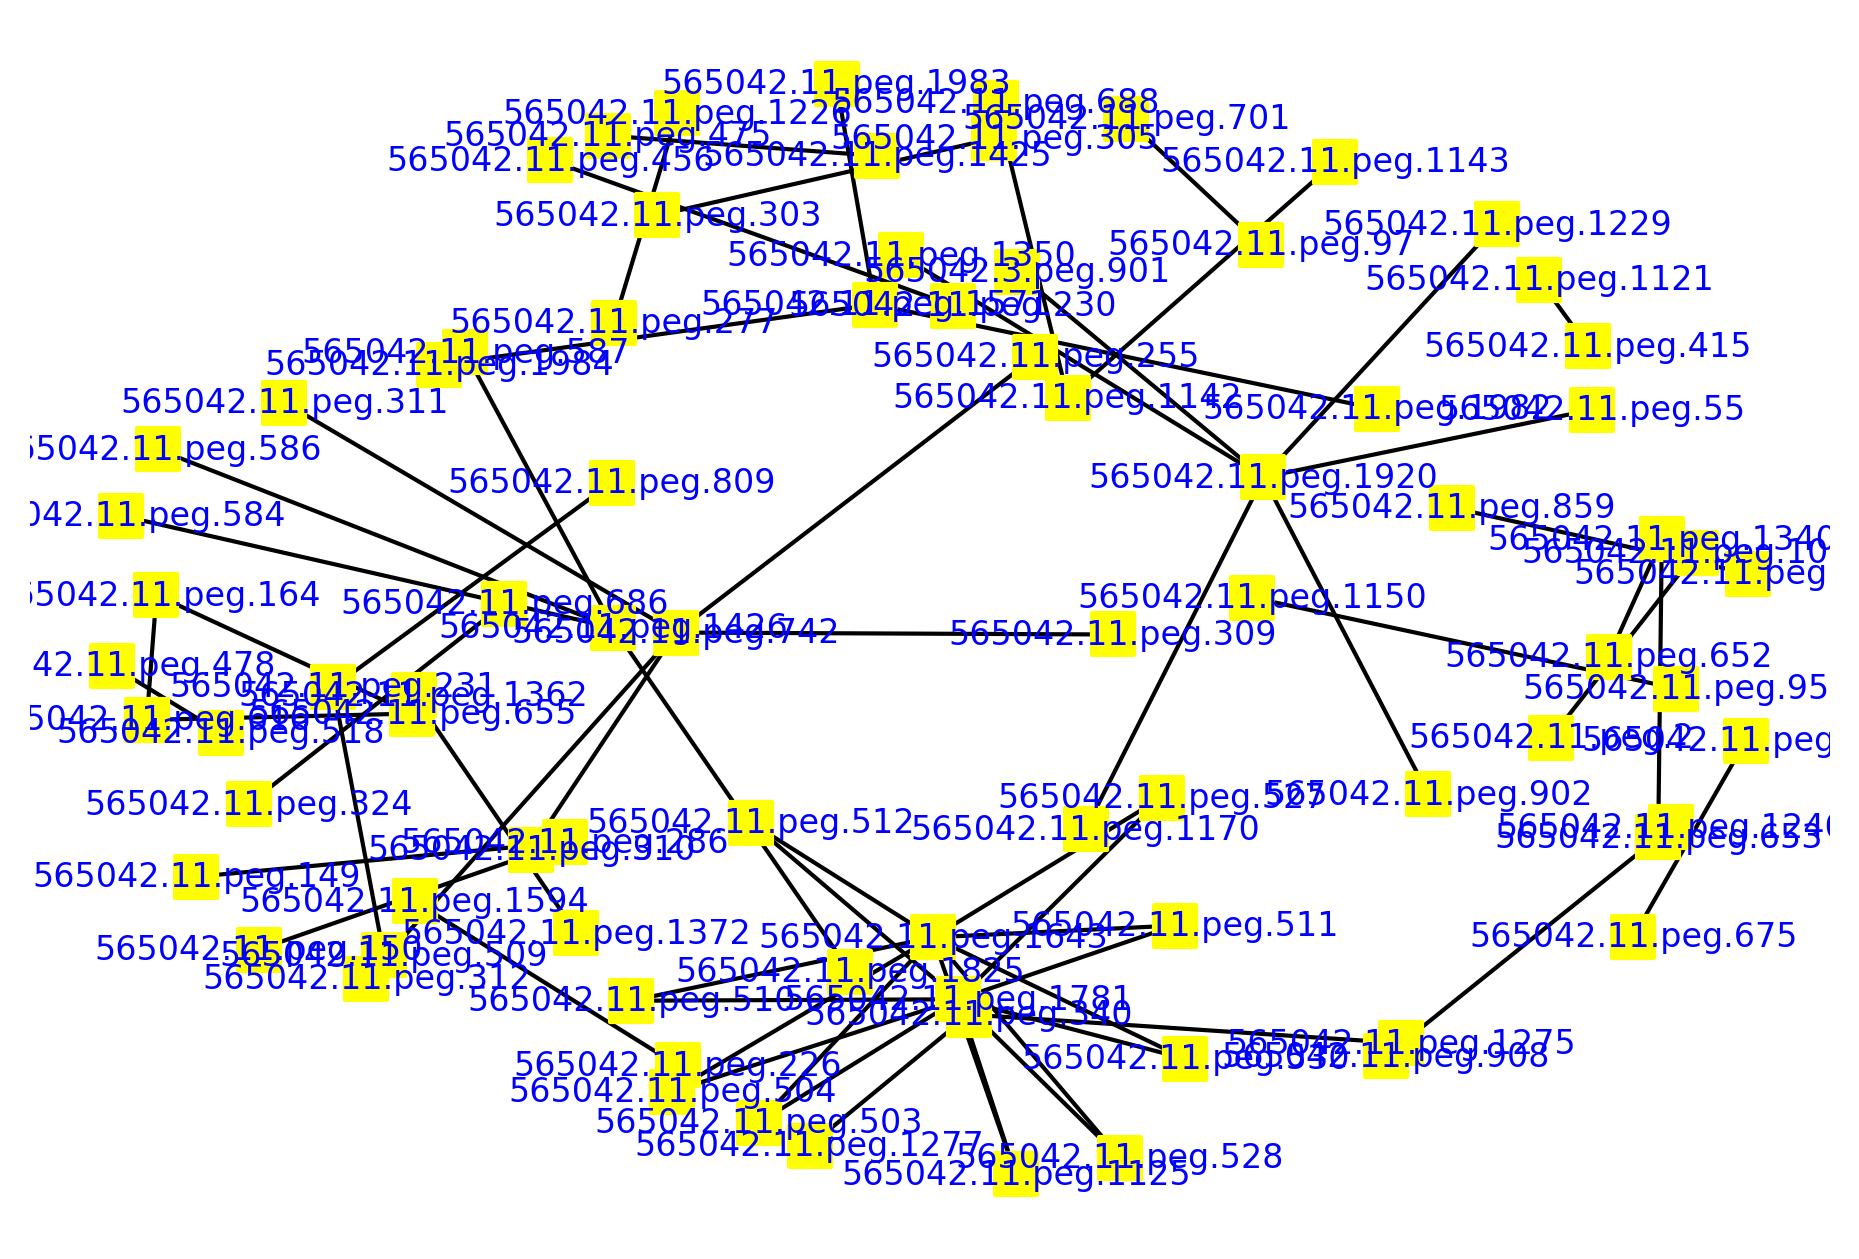 565042.11.peg.1983
565042.11.peg.688
565042.11.peg.1226
565042.11.peg.701
565042.11.peg.475
565042.11.peg.305
565042.11.peg.456
565042.11.peg.1425
565042.11.peg.1143
565042.11.peg.303
565042.11.peg.1229
565042.11.peg.97
565042.11.peg.1350
565042.3.peg.901
565042.11.peg.1121
565042.11.peg.277
565042.11.peg.415
565042.11.peg.587
565042.11.peg.255
565042.11.peg.1984
565042.11.peg.1142
565042.11.peg.311
565042.11.peg.1982
565042.11.peg.55
65042.11.peg.586
565042.11.peg.1920
565042.11.peg.809
565042.11.peg.859
042.11.peg.584
565042.11.peg.1340
565042.11.peg.10
565042.11.peg
65042.11.peg.164
565042.11.peg.686
565042.11.peg.1150
565042.11.peg.1426
565042.11.peg.742
565042.11.peg.309
42.11.peg.478
565042.11.peg.652
565042.11.peg.231
565042.11.peg.1362
565042.11.peg.95
565042.11.peg.655
565042.11.peg.518
565042.11.peg.2
565042.11.peg
565042.11.peg.324
565042.11.peg.527
565042.11.peg.902
565042.11.peg.512
565042.11.peg.1170
565042.11.peg.286
565042.11.peg.310
565042.11.peg.653
565042.11.peg.149
565042.11.peg.1594
565042.11.peg.1372
565042.11.peg.1643
565042.11.peg.511
565042.11.peg.675
565042.11.peg.150
565042.11.peg.509
565042.11.peg.312
565042.11.peg.1825
565042.11.peg.510
565042.11.peg.1781
565042.11.peg.340
565042.11.peg.1275
565042.11.peg.908
565042.11.peg.226
565042.11.peg.504
565042.11.peg.503
565042.11.peg.1277
565042.11.peg.528
565042.11.peg.1125